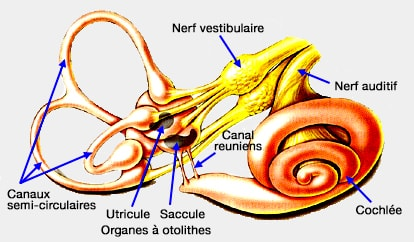 Nerf vestibulaire
Nerf auditif
Canal
reuniens
Canaux
semi-circulaires
Utricule
Saccule
Organes à otolithes
Cochlée